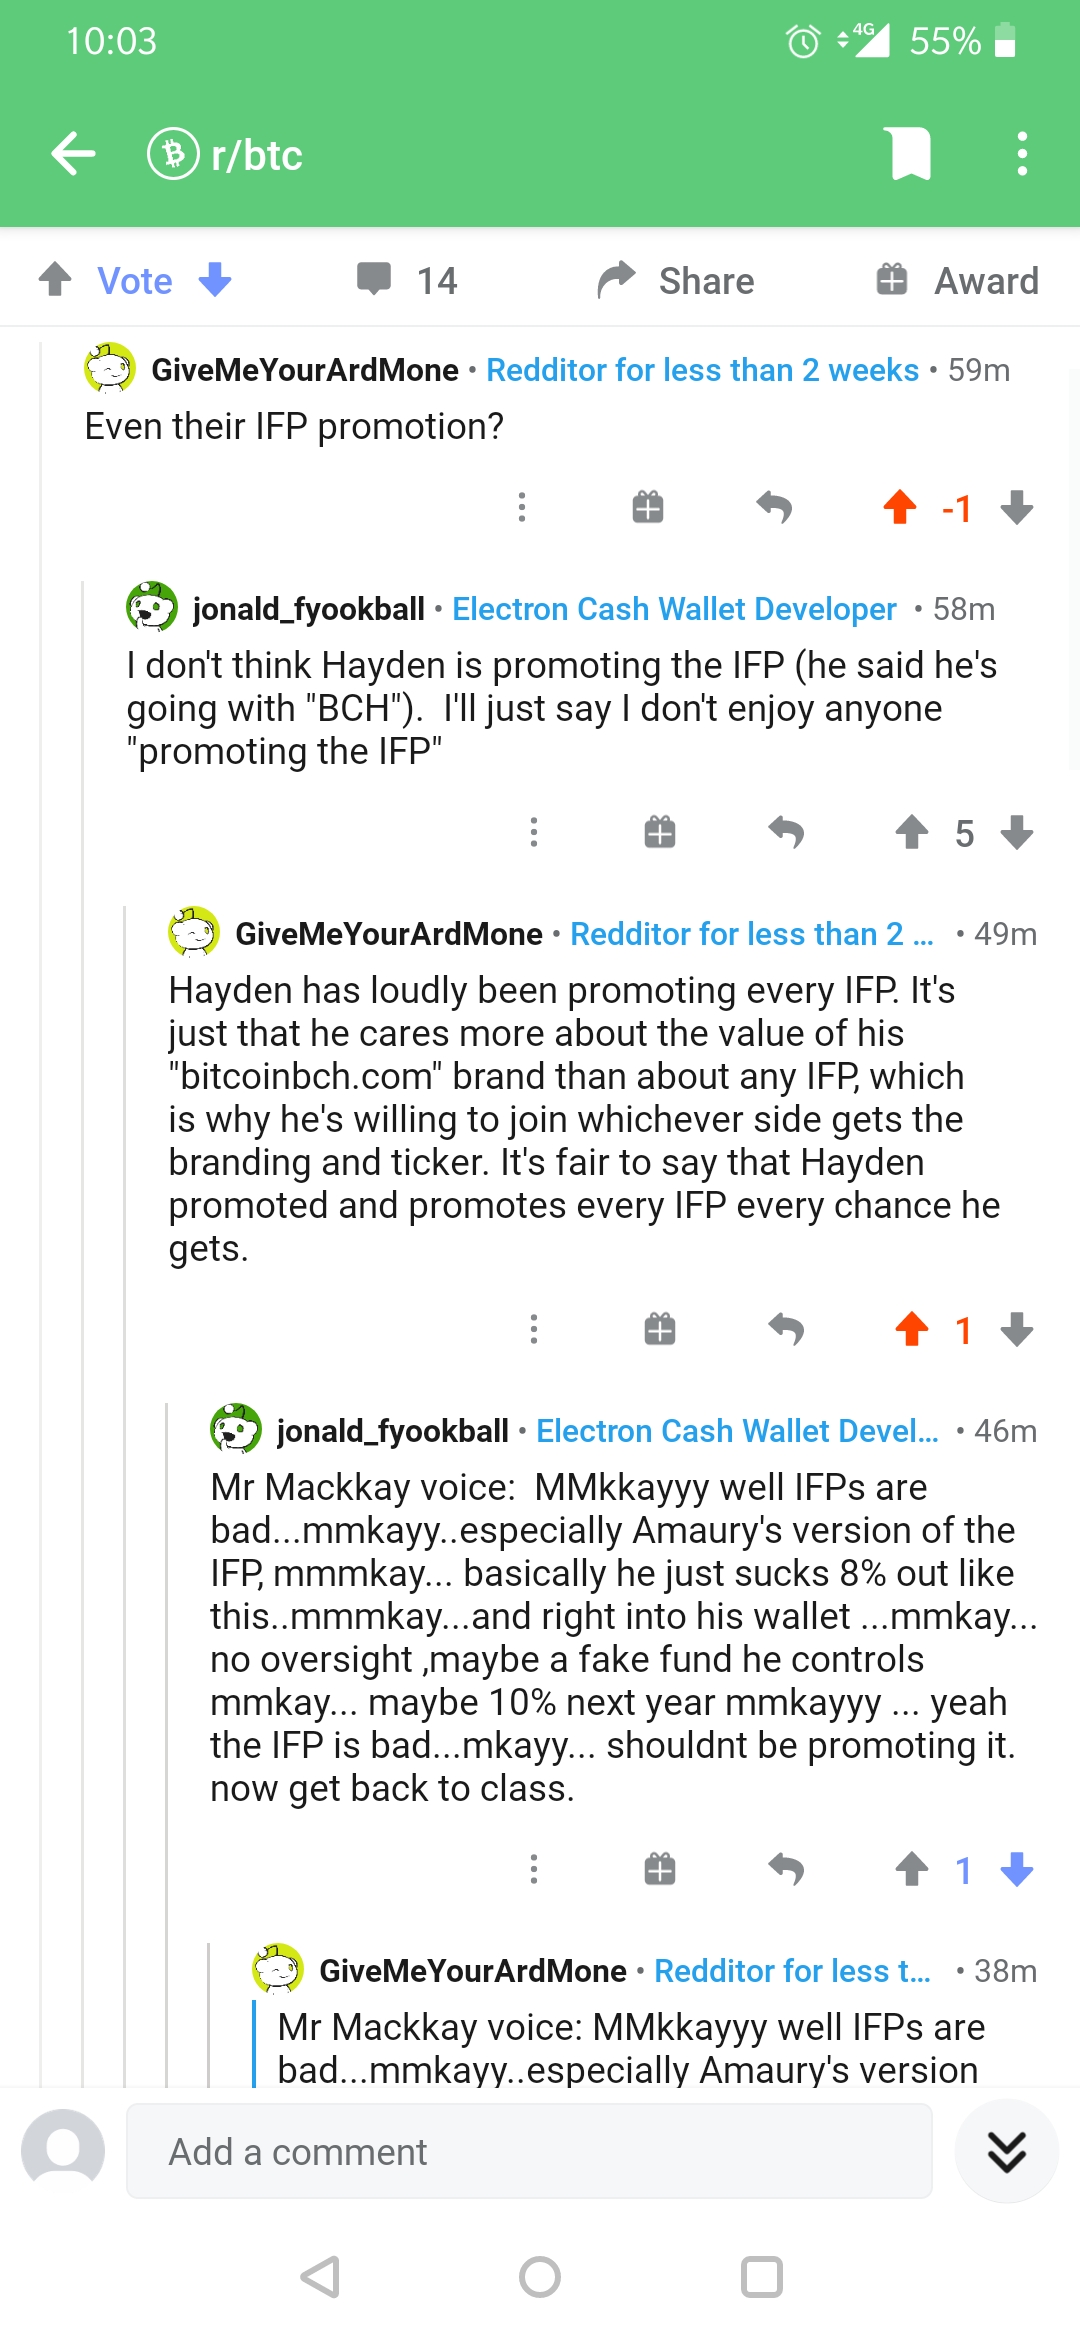 10:03
4G 55%
r/btc
Vote 14 Share Award
GiveMeYourArdMone • Redditor for less than 2 weeks • 59m
Even their IFP promotion?
-1
jonald_fyookball • Electron Cash Wallet Developer • 58m
I don't think Hayden is promoting the IFP (he said he's
going with "BCH"). I'll just say I don't enjoy anyone
"promoting the IFP"
5
GiveMeYourArdMone • Redditor for less than 2 ... • 49m
Hayden has loudly been promoting every IFP. It's
just that he cares more about the value of his
"bitcoinbch.com" brand than about any IFP, which
is why he's willing to join whichever side gets the
branding and ticker. It's fair to say that Hayden
promoted and promotes every IFP every chance he
gets.
1
jonald_fyookball • Electron Cash Wallet Devel... • 46m
Mr Mackkay voice: MMkkayyy well IFPs are
bad...mmkayy..especially Amaury's version of the
IFP, mmmkay... basically he just sucks 8% out like
this..mmmkay...and right into his wallet ...mmkay...
no oversight ,maybe a fake fund he controls
mmkay... maybe 10% next year mmkayyy ... yeah
the IFP is bad...mkayy... shouldnt be promoting it.
now get back to class.
1
GiveMeYourArdMone • Redditor for less t... • 38m
Mr Mackkay voice: MMkkayyy well IFPs are
bad...mmkayy..especially Amaury's version
Add a comment